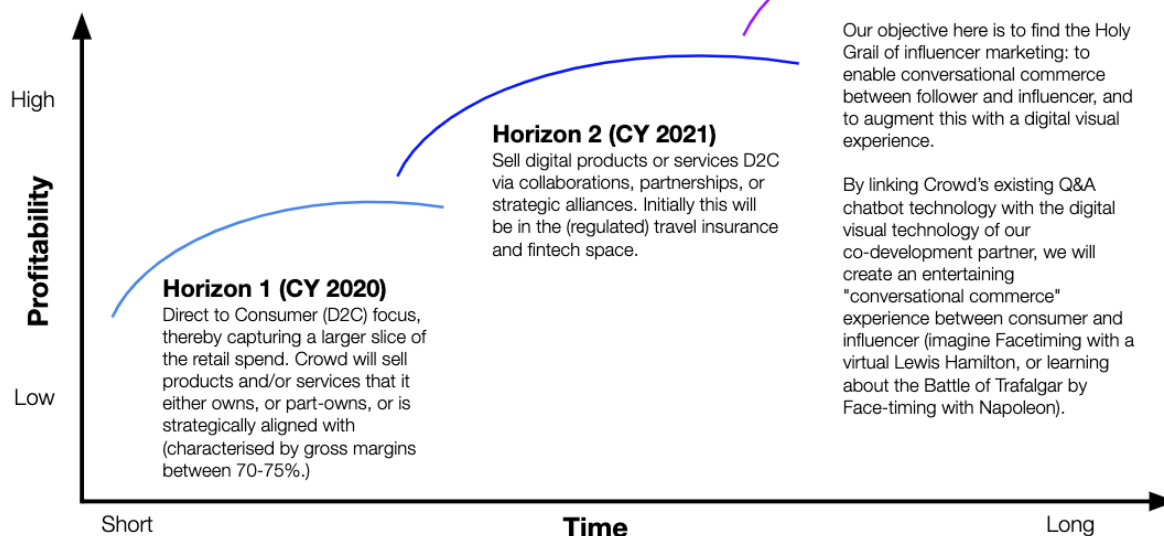 High
Profitability
Low
Horizon 1 (CY 2020)
Direct to Consumer (D2C) focus,
thereby capturing a larger slice of
the retail spend. Crowd will sell
products and/or services that it
either owns, or part-owns, or is
strategically aligned with
(characterised by gross margins
between 70-75%.)
Horizon 2 (CY 2021)
Sell digital products or services D2C
via collaborations, partnerships, or
strategic alliances. Initially this will
be in the (regulated) travel insurance
and fintech space.
Our objective here is to find the Holy
Grail of influencer marketing: to
enable conversational commerce
between follower and influencer, and
to augment this with a digital visual
experience.
By linking Crowd’s existing Q&A
chatbot technology with the digital
visual technology of our
co-development partner, we will
create an entertaining
"conversational commerce"
experience between consumer and
influencer (imagine Facetiming with a
virtual Lewis Hamilton, or learning
about the Battle of Trafalgar by
Face-timing with Napoleon).
Short
Time
Long